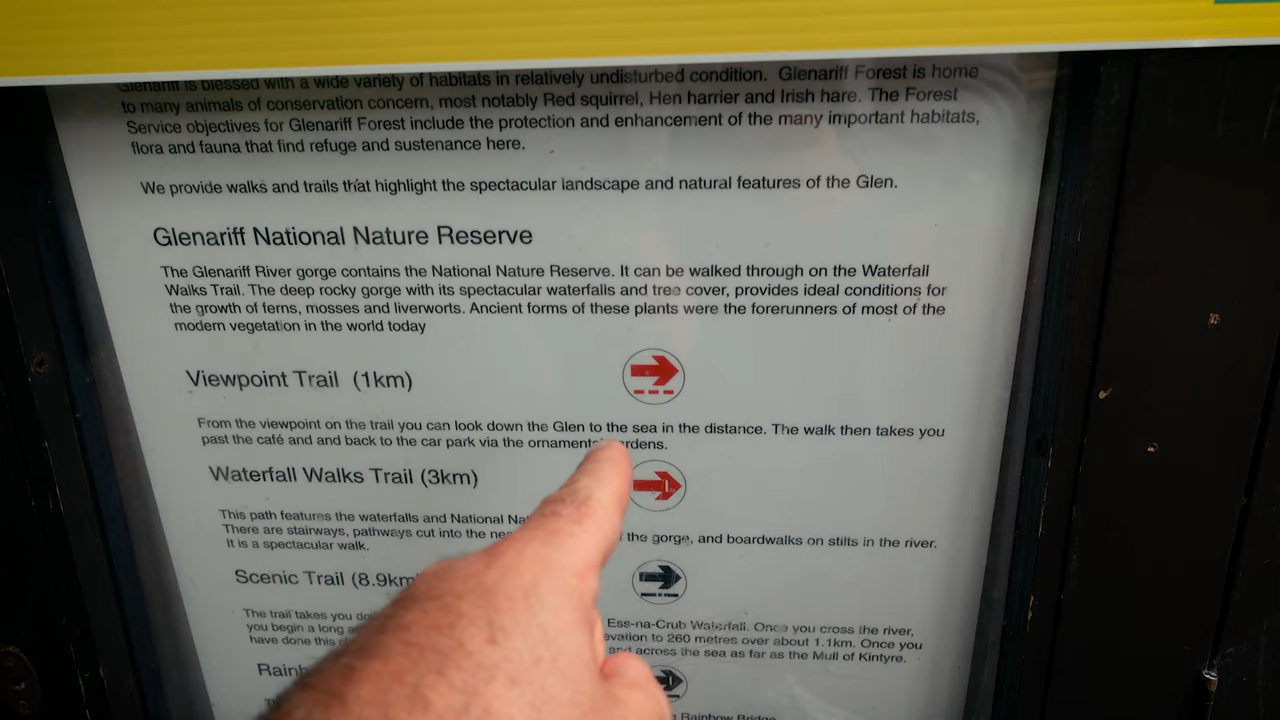 Glenariff is blessed with a wide variety of habitats in relatively undisturbed condition. Glenariff Forest is home
to many animals of conservation concern, most notably Red squirrel, Hen harrier and Irish hare. The Forest
Service objectives for Glenariff Forest include the protection and enhancement of the many important habitats,
flora and fauna that find refuge and sustenance here.
We provide walks and trails that highlight the spectacular landscape and natural features of the Glen.
Glenariff National Nature Reserve
The Glenariff River gorge contains the National Nature Reserve. It can be walked through on the Waterfall
Walks Trail. The deep rocky gorge with its spectacular waterfalls and tree cover, provides ideal conditions for
the growth of ferns, mosses and liverworts. Ancient forms of these plants were the forerunners of most of the
modern vegetation in the world today
Viewpoint Trail (1km)
From the viewpoint on the trail you can look down the Glen to the sea in the distance. The walk then takes you
past the café and and back to the car park via the
Waterfall Walks Trail (3km)
This path features the waterfalls and National
There are stairways, pathways cut into the the gorge, and boardwalks on stilts in the river.
It is a spectacular walk.
Scenic Trail (8.9km
The trail takes you Ess-na-Crub Waterfall. Once you cross the river,
you begin a long to 260 metres over about 1.1km. Once you
have done this and across the sea as far as the Mull of Kintyre.
Rainbow Bridge